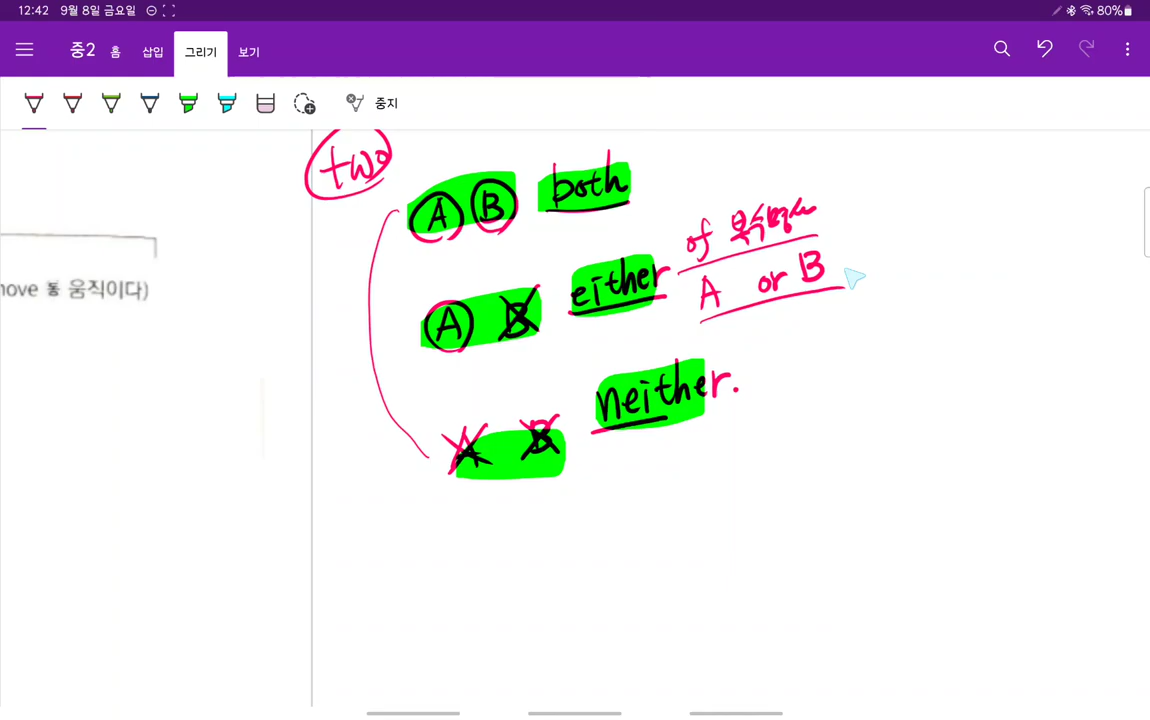 12:42 9월 8일 금요일
80%
중2 홈 삽입 그리기 보기
중지
two
A B both
of 복수명사
A B either A or B
nove 통 움직이다)
neither.
A B